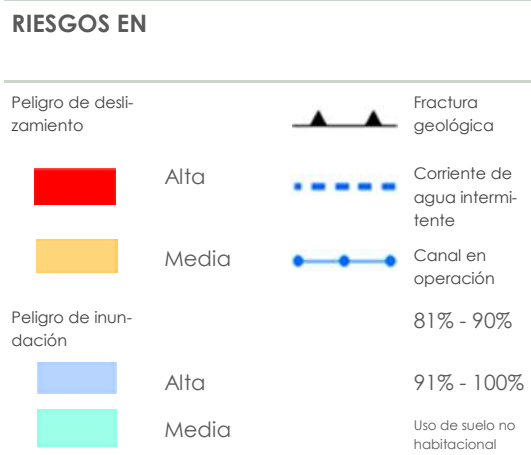 RIESGOS EN
Peligro de desli-
zamiento
Alta
Media
Peligro de inun-
dación
Alta
Media
Fractura
geológica
Corriente de
agua intermi-
tente
Canal en
operación
81% - 90%
91% - 100%
Uso de suelo no
habitacional